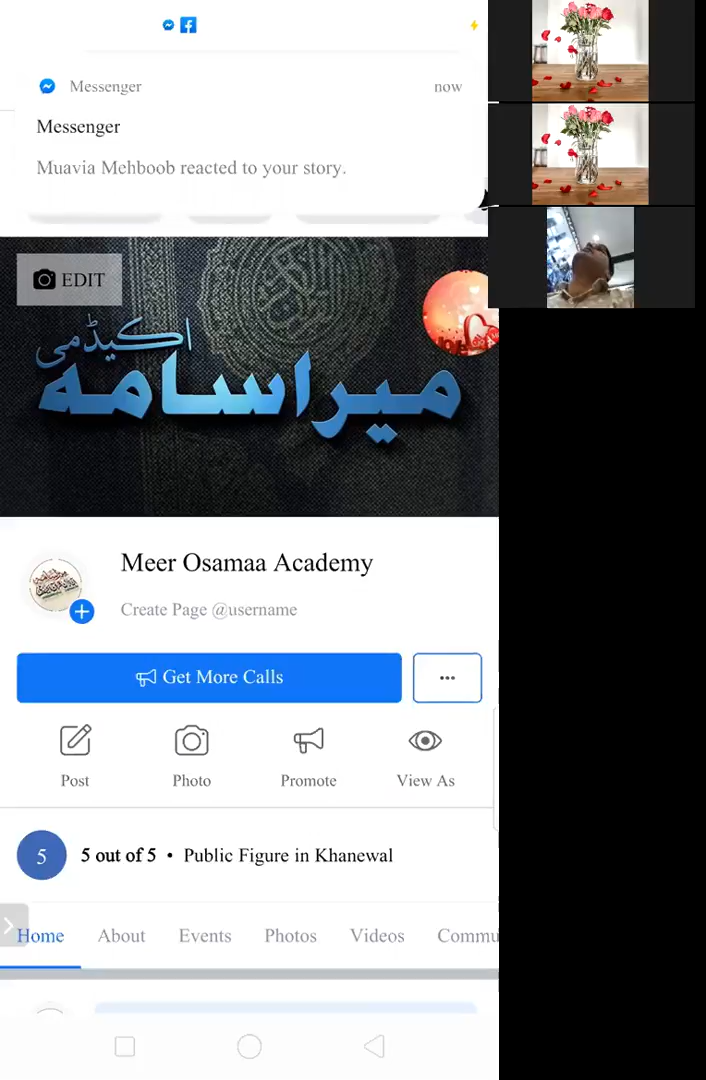 Messenger
now
Messenger
Muavia Mehboob reacted to your story.
EDIT
اکیڈمی
میراسامہ
Meer Osamaa Academy
Create Page @username
Get More Calls
Post
Photo
Promote
View As
5
5 out of 5 • Public Figure in Khanewal
Home
About
Events
Photos
Videos
Commu